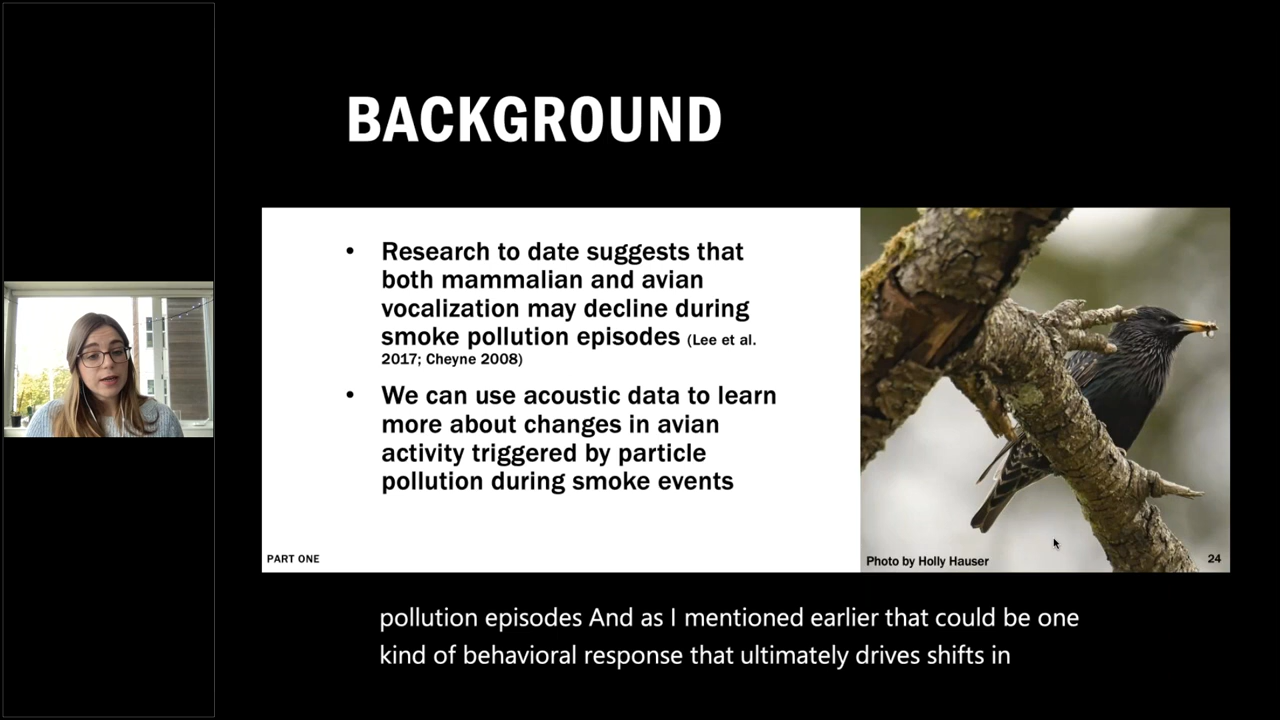 BACKGROUND
• Research to date suggests that
both mammalian and avian
vocalization may decline during
smoke pollution episodes (Lee et al.
2017; Cheyne 2008)
• We can use acoustic data to learn
more about changes in avian
activity triggered by particle
pollution during smoke events
PART ONE
Photo by Holly Hauser
24
pollution episodes And as I mentioned earlier that could be one
kind of behavioral response that ultimately drives shifts in